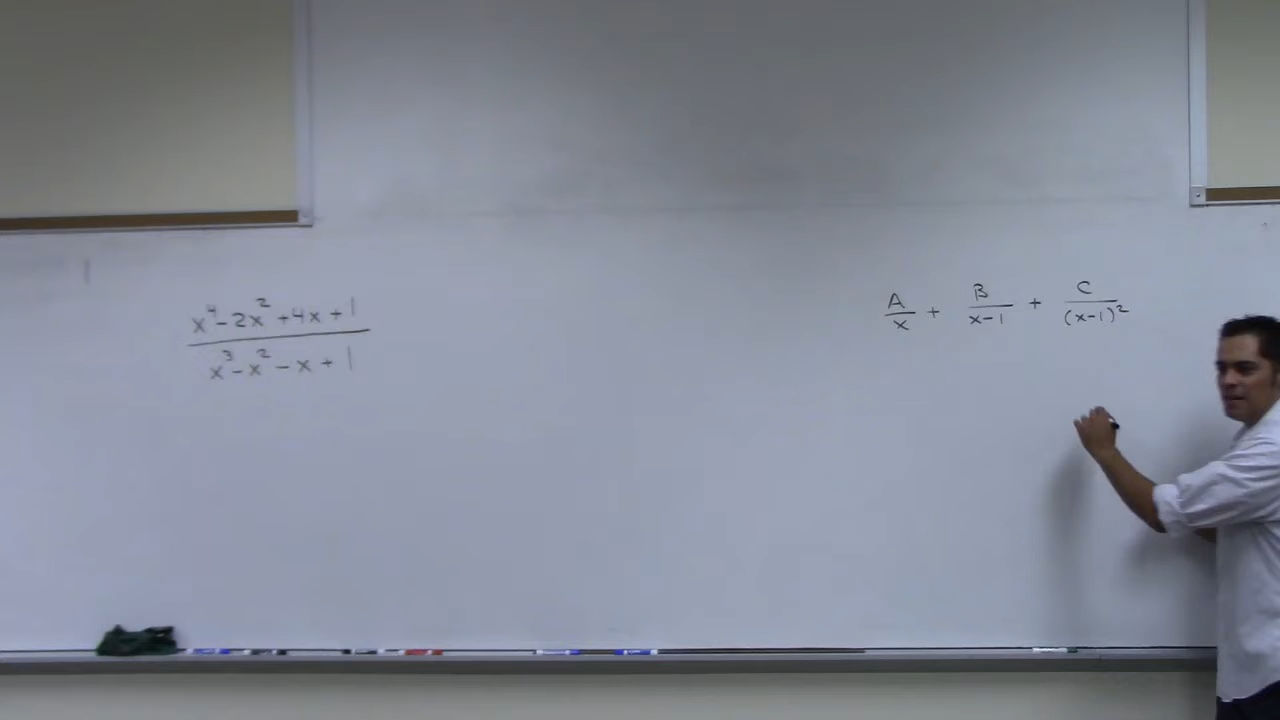 x⁴-2x²+4x+1
x³-x²-x+1
A/x + B/(x-1) + C/(x-1)²